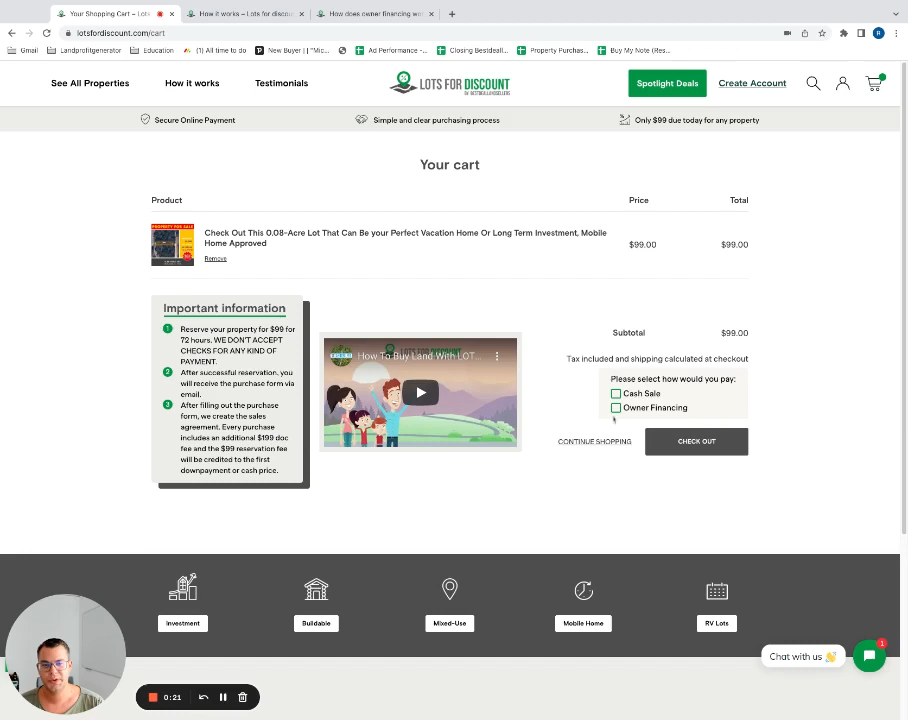 Your Shopping Cart – Lots
How it works – Lots for discou
How does owner financing wo
lotsfordiscount.com/cart
Gmail
Landprofitgenerator
Education
(1) All time to do
New Buyer | "Mic...
Ad Performance -...
Closing Bestdeall...
Property Purchas...
Buy My Note (Res...
See All Properties
How it works
Testimonials
LOTS FOR DISCOUNT
BY BESTDEALLANDSELLERS
Spotlight Deals
Create Account
Secure Online Payment
Simple and clear purchasing process
Only $99 due today for any property
Your cart
Product
Price
Total
PROPERTY FOR SALE
Check Out This 0.08-Acre Lot That Can Be your Perfect Vacation Home Or Long Term Investment, Mobile
Home Approved
$99.00
$99.00
Remove
Important information
1 Reserve your property for $99 for
72 hours. WE DON'T ACCEPT
CHECKS FOR ANY KIND OF
PAYMENT.
2 After successful reservation, you
will receive the purchase form via
email.
3 After filling out the purchase
form, we create the sales
agreement. Every purchase
includes an additional $199 doc
fee and the $99 reservation fee
will be credited to the first
downpayment or cash price.
How To Buy Land With LOT...
Subtotal
$99.00
Tax included and shipping calculated at checkout
Please select how would you pay:
Cash Sale
Owner Financing
CONTINUE SHOPPING
CHECK OUT
Investment
Buildable
Mixed-Use
Mobile Home
RV Lots
Chat with us
1
0:21